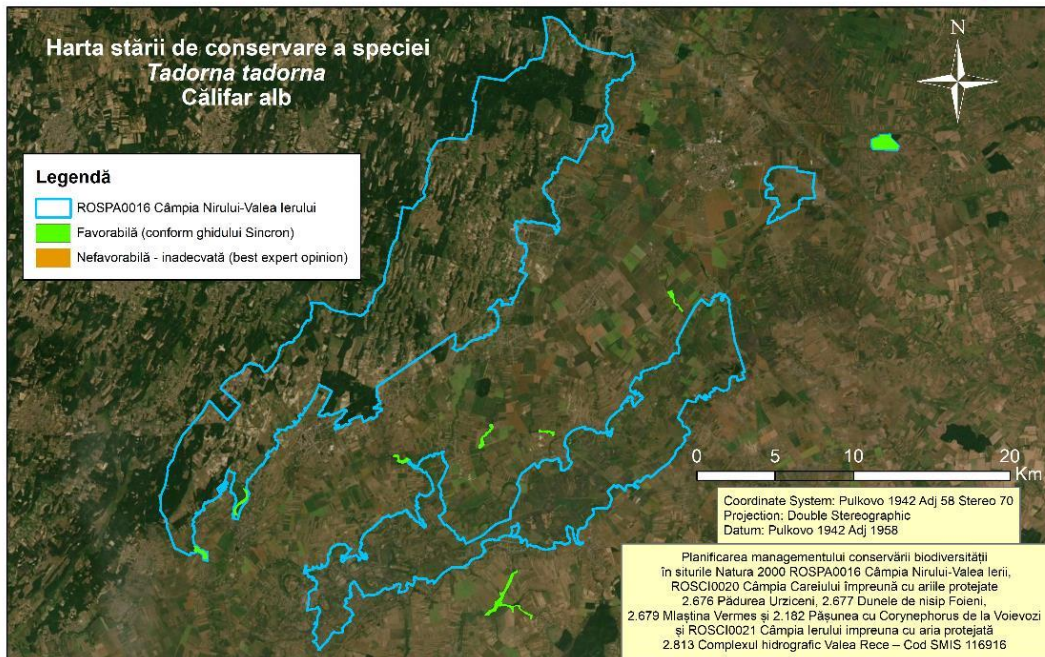 Harta stării de conservare a speciei
Tadorna tadorna
Călifar alb
N
Legendă
ROSPA0016 Câmpia Nirului-Valea Ierului
Favorabilă (conform ghidului Sincron)
Nefavorabilă - inadecvată (best expert opinion)
0 5 10 20
Km
Coordinate System: Pulkovo 1942 Adj 58 Stereo 70
Projection: Double Stereographic
Datum: Pulkovo 1942 Adj 1958
Planificarea managementului conservării biodiversității
în siturile Natura 2000 ROSPA0016 Câmpia Nirului-Valea Ierii,
ROSCI0020 Câmpia Careiului împreună cu ariile protejate
2.676 Pădurea Urziceni, 2.677 Dunele de nisip Foieni,
2.679 Mlaștina Vermes și 2.182 Pășunea cu Corynephorus de la Voievozi
și ROSCI0021 Câmpia Ierului impreuna cu aria protejată
2.813 Complexul hidrografic Valea Rece – Cod SMIS 116916